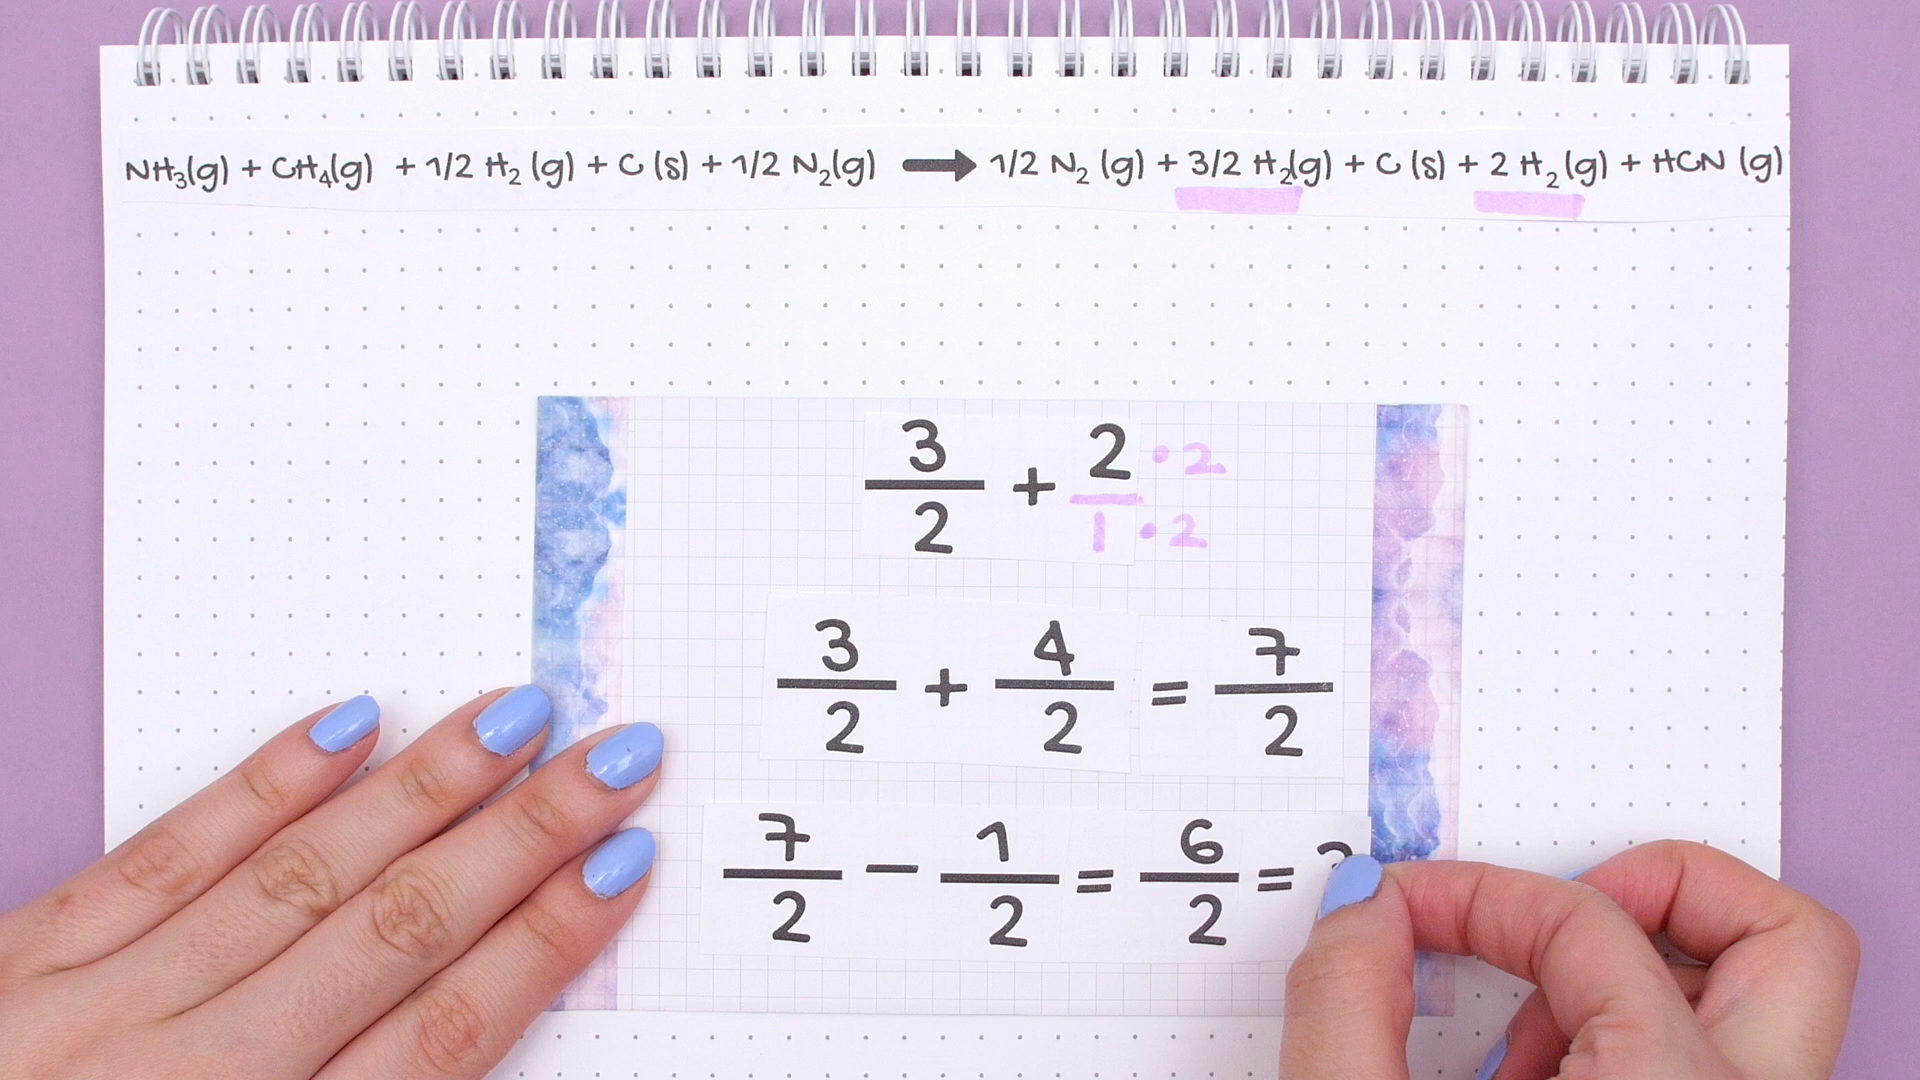 NH₃(g) + CH₄(g) + 1/2 H₂ (g) + C (s) + 1/2 N₂(g) → 1/2 N₂ (g) + 3/2 H₂(g) + C (s) + 2 H₂ (g) + HCN (g)
3/2 + 2/1 •2 •2
3/2 + 4/2 = 7/2
7/2 − 1/2 = 6/2 =